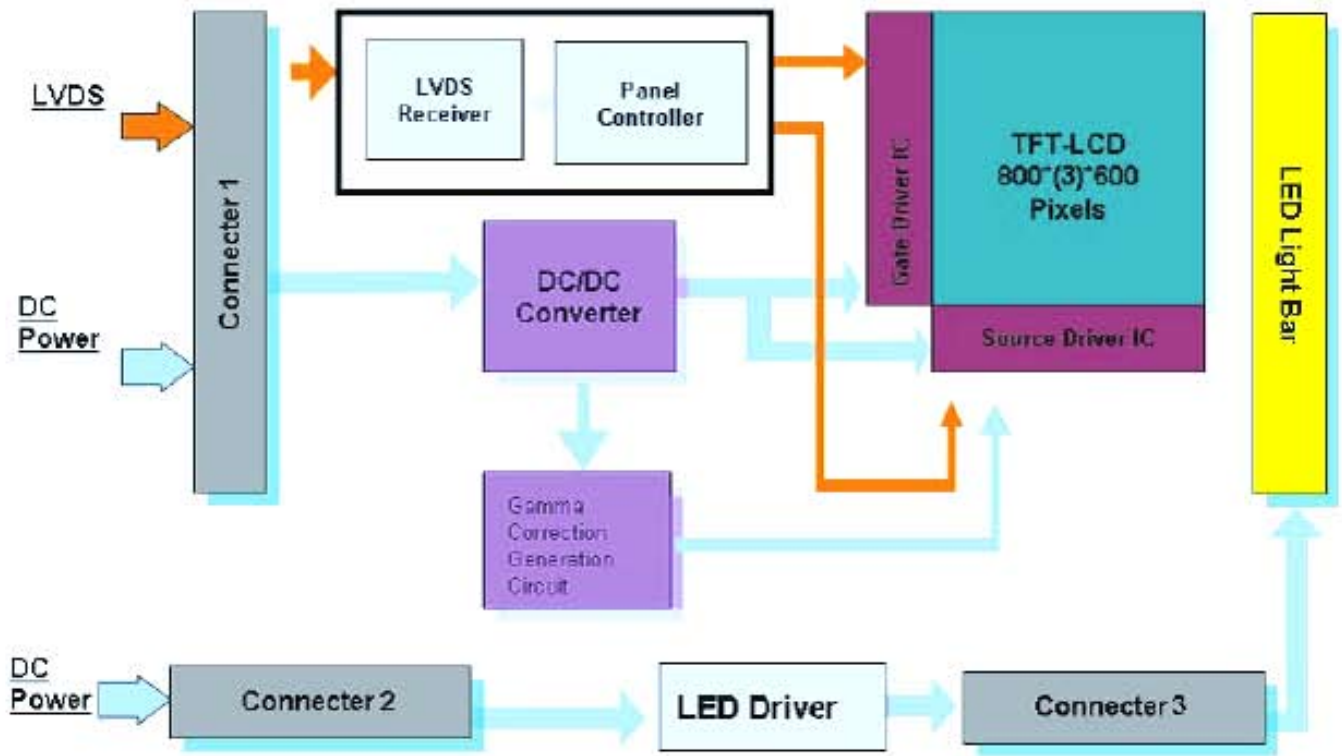 LVDS
DC
Power
Connecter 1
LVDS
Receiver
Panel
Controller
DC/DC
Converter
Gamma
Correction
Generation
Circuit
Gate Driver IC
TFT-LCD
800*(3)*600
Pixels
Source Driver IC
LED Light Bar
DC
Power
Connecter 2
LED Driver
Connecter 3